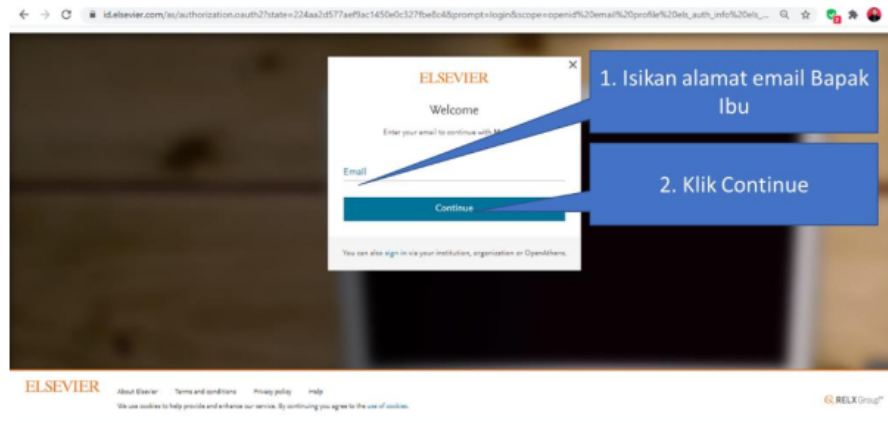 id.elsevier.com/as/authorization.oauth2?state=224aa2d577aef9ac1450e0c327fbe8c4&prompt=login&scope=openid%20email%20profile%20els_auth_info%20els_...
ELSEVIER
Welcome
Enter your email to continue with
Email
Continue
You can also sign in via your institution, organization or OpenAthens.
1. Isikan alamat email Bapak
Ibu
2. Klik Continue
ELSEVIER
About Elsevier Terms and conditions Privacy policy Help
We use cookies to help provide and enhance our service. By continuing you agree to the use of cookies.
RELX Group™